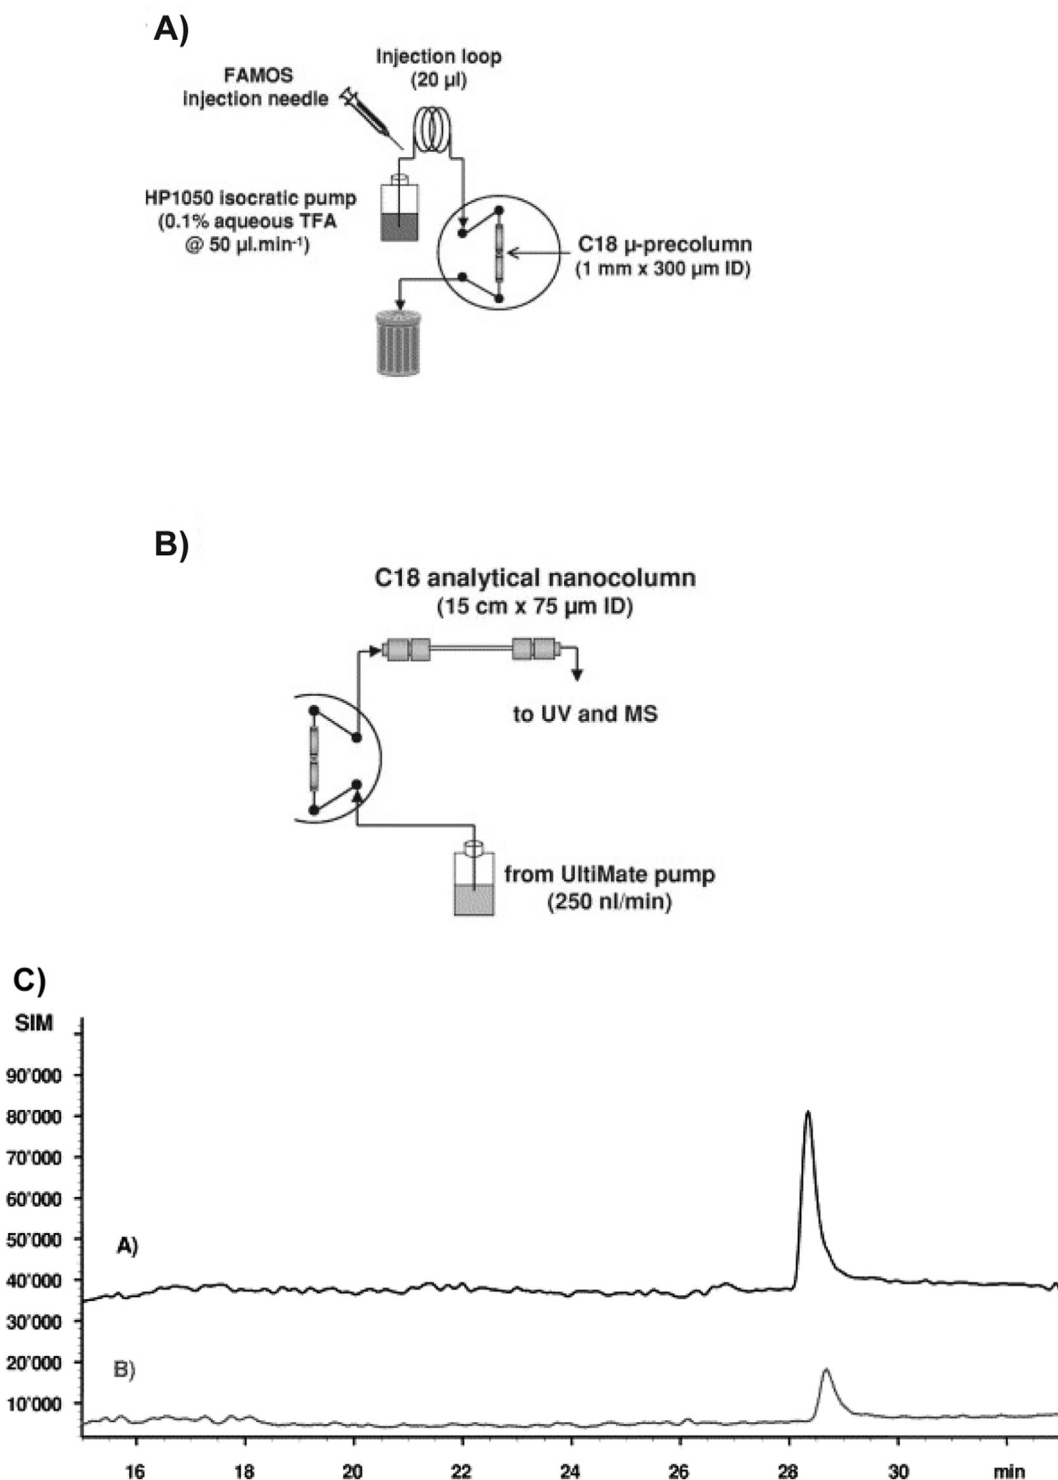 A)
Injection loop
(20 µl)
FAMOS
injection needle
HP1050 isocratic pump
(0.1% aqueous TFA
@ 50 µl.min⁻¹)
C18 µ-precolumn
(1 mm x 300 µm ID)
B)
C18 analytical nanocolumn
(15 cm x 75 µm ID)
to UV and MS
from UltiMate pump
(250 nl/min)
C)
SIM
90'000
80'000
70'000
60'000
50'000
A)
40'000
30'000
20'000
B)
10'000
16 18 20 22 24 26 28 30 min